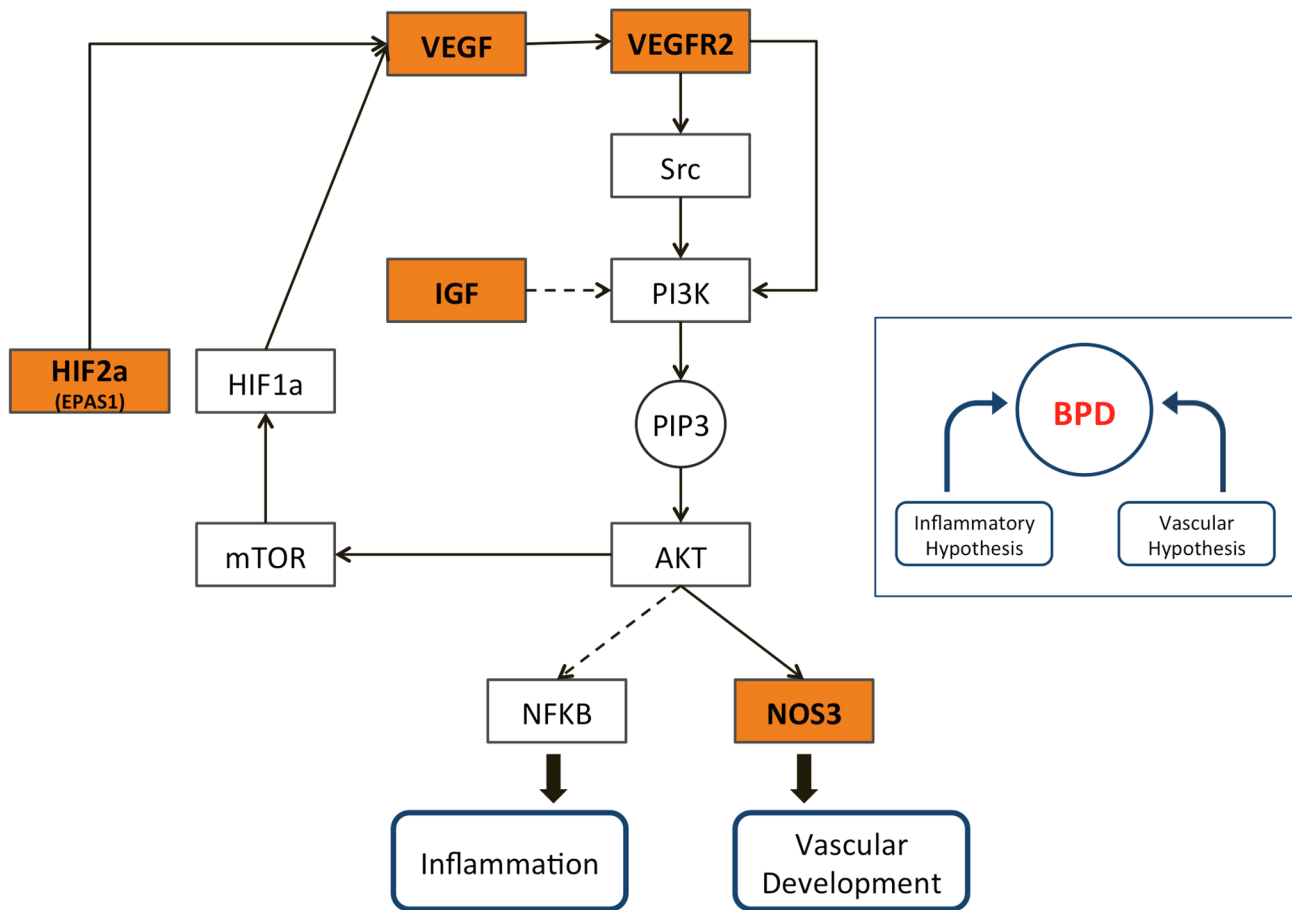 VEGF
VEGFR2
Src
IGF
PI3K
HIF2a
(EPAS1)
HIF1a
PIP3
mTOR
AKT
NFKB
NOS3
Inflammation
Vascular
Development
BPD
Inflammatory
Hypothesis
Vascular
Hypothesis